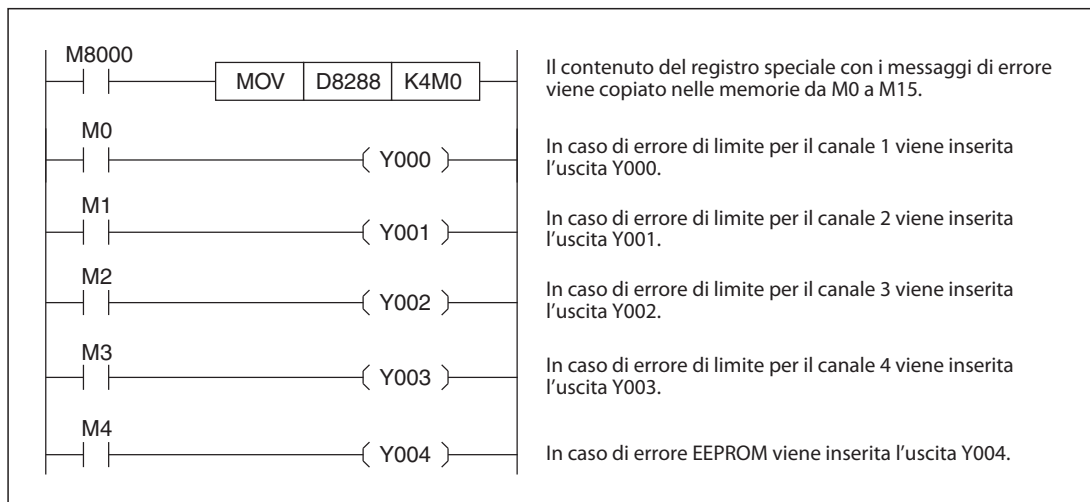 M8000
MOV D8288 K4M0
Il contenuto del registro speciale con i messaggi di errore
viene copiato nelle memorie da M0 a M15.
M0
Y000
In caso di errore di limite per il canale 1 viene inserita
l'uscita Y000.
M1
Y001
In caso di errore di limite per il canale 2 viene inserita
l'uscita Y001.
M2
Y002
In caso di errore di limite per il canale 3 viene inserita
l'uscita Y002.
M3
Y003
In caso di errore di limite per il canale 4 viene inserita
l'uscita Y003.
M4
Y004
In caso di errore EEPROM viene inserita l'uscita Y004.